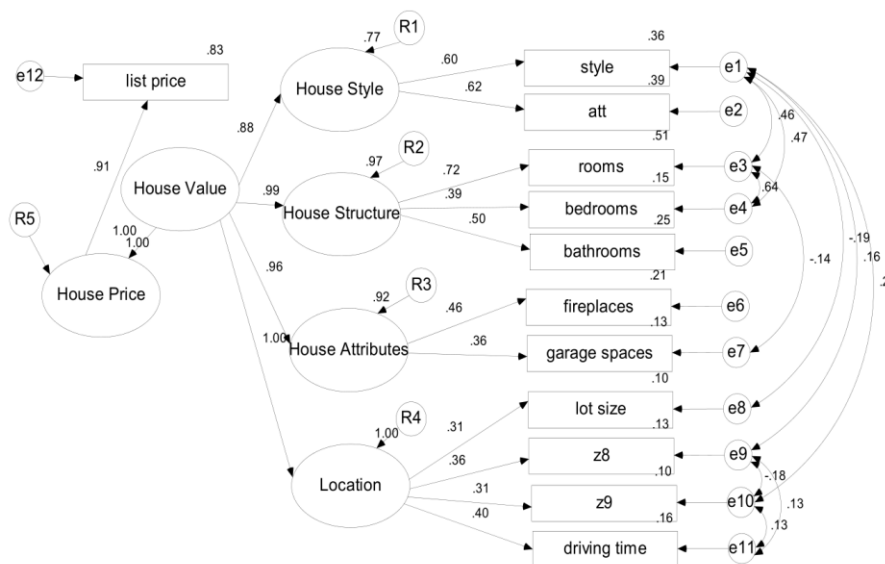 R1
.83
.77
.36
e12
list price
House Style
.60
style
e1
.39
.62
att
e2
.88
.51
.46
.47
R2
.97
.91
.72
rooms
e3
.15
House Value
.99
.39
.64
House Structure
bedrooms
e4
.25
R5
.50
1.00
1.00
bathrooms
e5
-.19
.16
.96
.21
-.14
R3
House Price
.92
.46
fireplaces
e6
.13
1.00
House Attributes
.36
garage spaces
e7
.10
R4
lot size
e8
1.00
.31
.13
.36
z8
e9
Location
.10
-.18
.31
z9
e10
.13
.40
.16
.13
driving time
e11